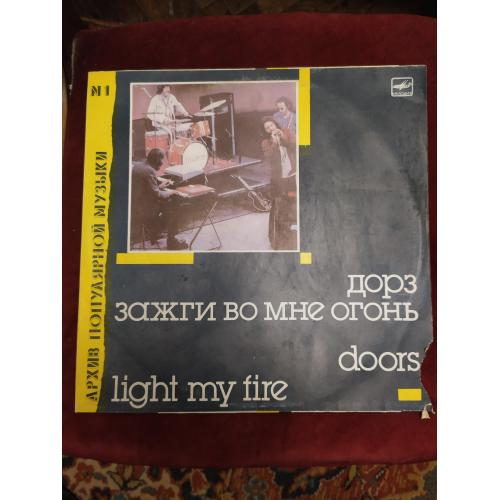 №1
АРХИВ ПОПУЛЯРНОЙ МУЗЫКИ
дорз
зажги во мне огонь
doors
light my fire